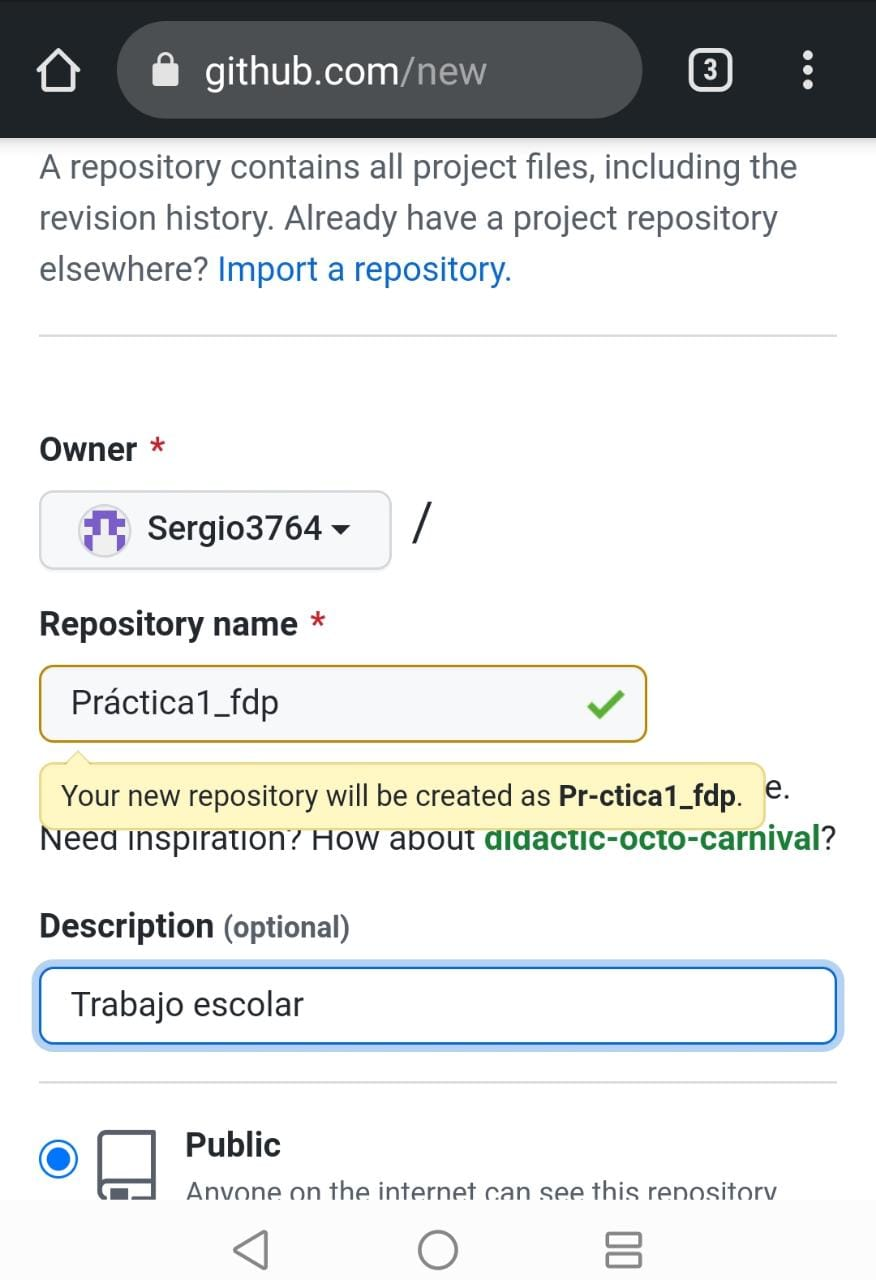 github.com/new
3
A repository contains all project files, including the
revision history. Already have a project repository
elsewhere? Import a repository.
Owner *
Sergio3764 /
Repository name *
Práctica1_fdp
Your new repository will be created as Pr-ctica1_fdp. e.
Need inspiration? How about didactic-octo-carnival?
Description (optional)
Trabajo escolar
Public
Anyone on the internet can see this repository